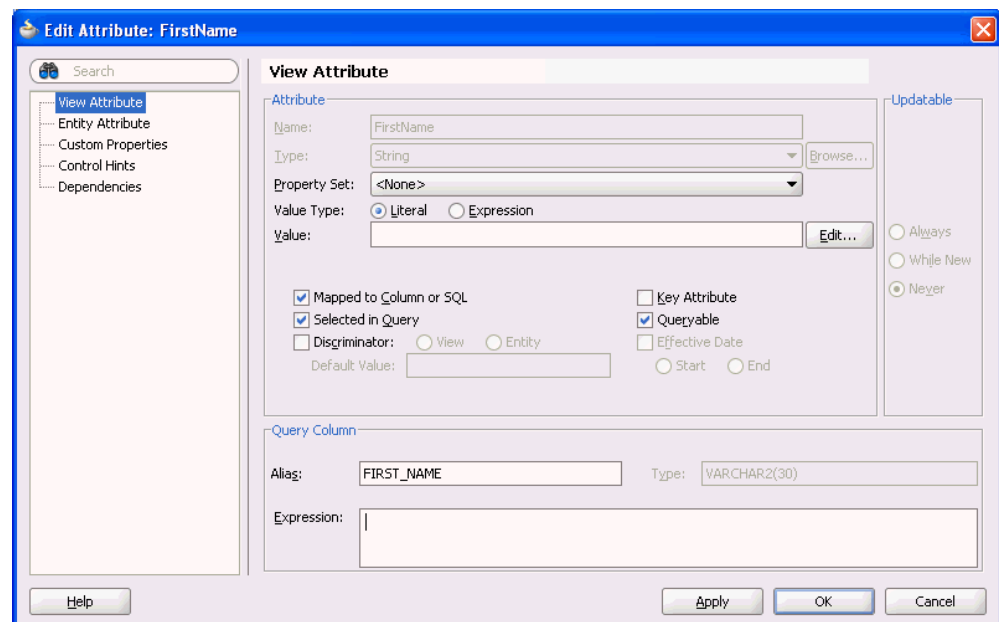 Edit Attribute: FirstName
Search
View Attribute
Entity Attribute
Custom Properties
Control Hints
Dependencies
View Attribute
Attribute
Name: FirstName
Type: String Browse...
Property Set: <None>
Value Type: Literal Expression
Value: Edit...
Mapped to Column or SQL Key Attribute
Selected in Query Queryable
Discriminator: View Entity Effective Date
Default Value: Start End
Updatable
Always
While New
Never
Query Column
Alias: FIRST_NAME Type: VARCHAR2(30)
Expression:
Help Apply OK Cancel